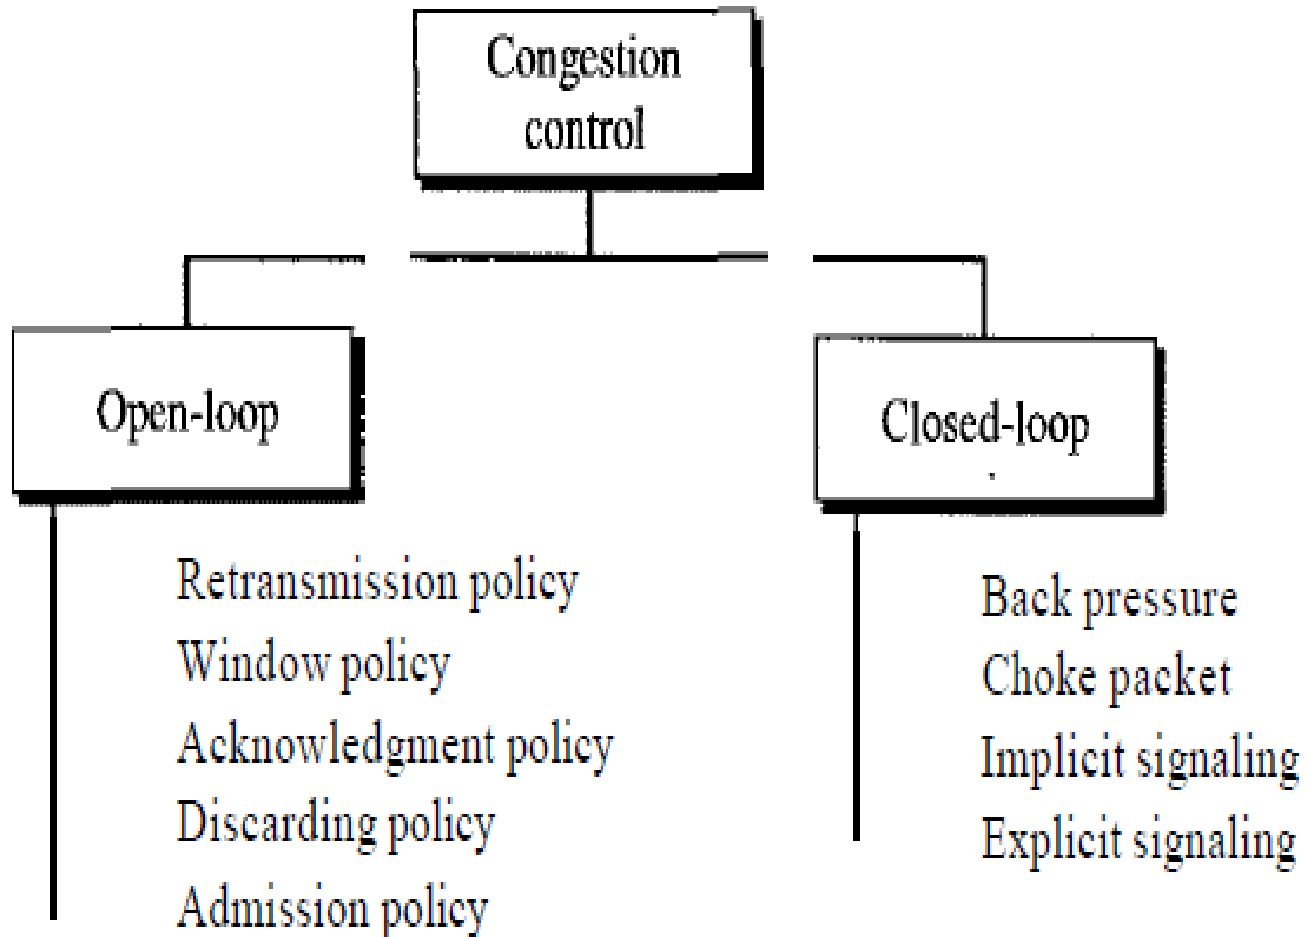 Congestion
control
Open-loop
Closed-loop
Retransmission policy
Window policy
Acknowledgment policy
Discarding policy
Admission policy
Back pressure
Choke packet
Implicit signaling
Explicit signaling